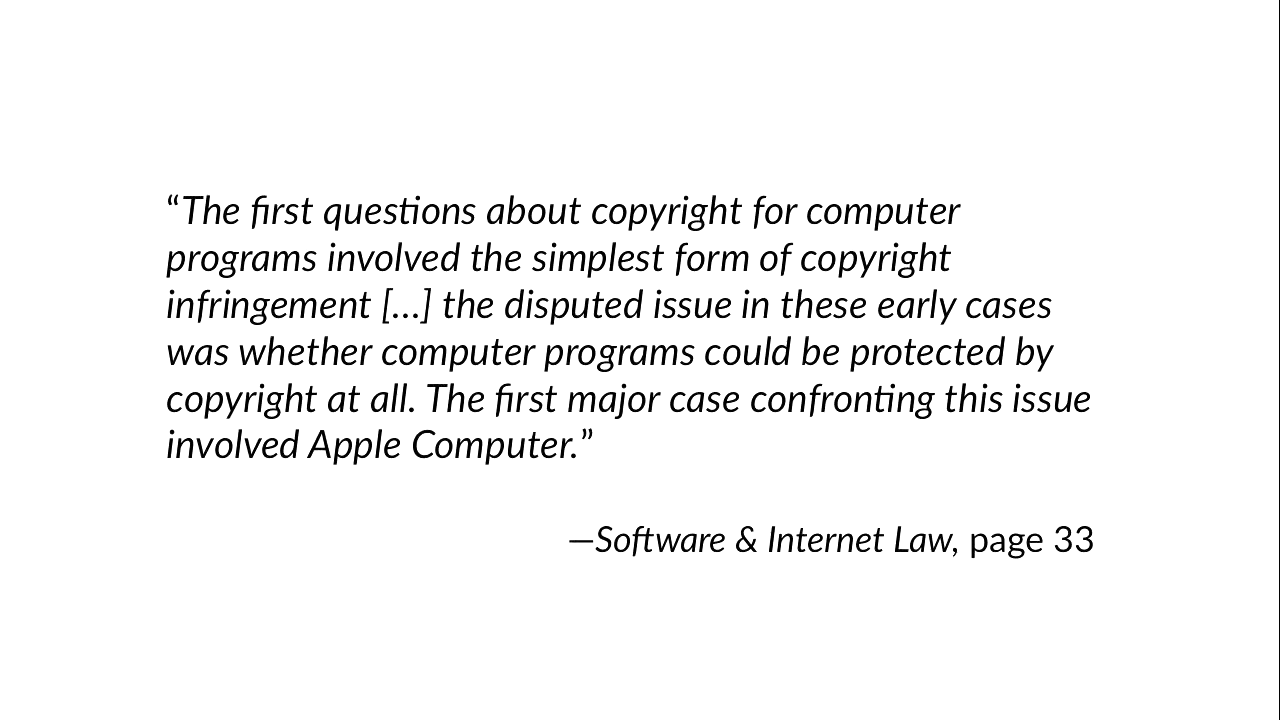 “The first questions about copyright for computer
programs involved the simplest form of copyright
infringement [...] the disputed issue in these early cases
was whether computer programs could be protected by
copyright at all. The first major case confronting this issue
involved Apple Computer.”
—Software & Internet Law, page 33